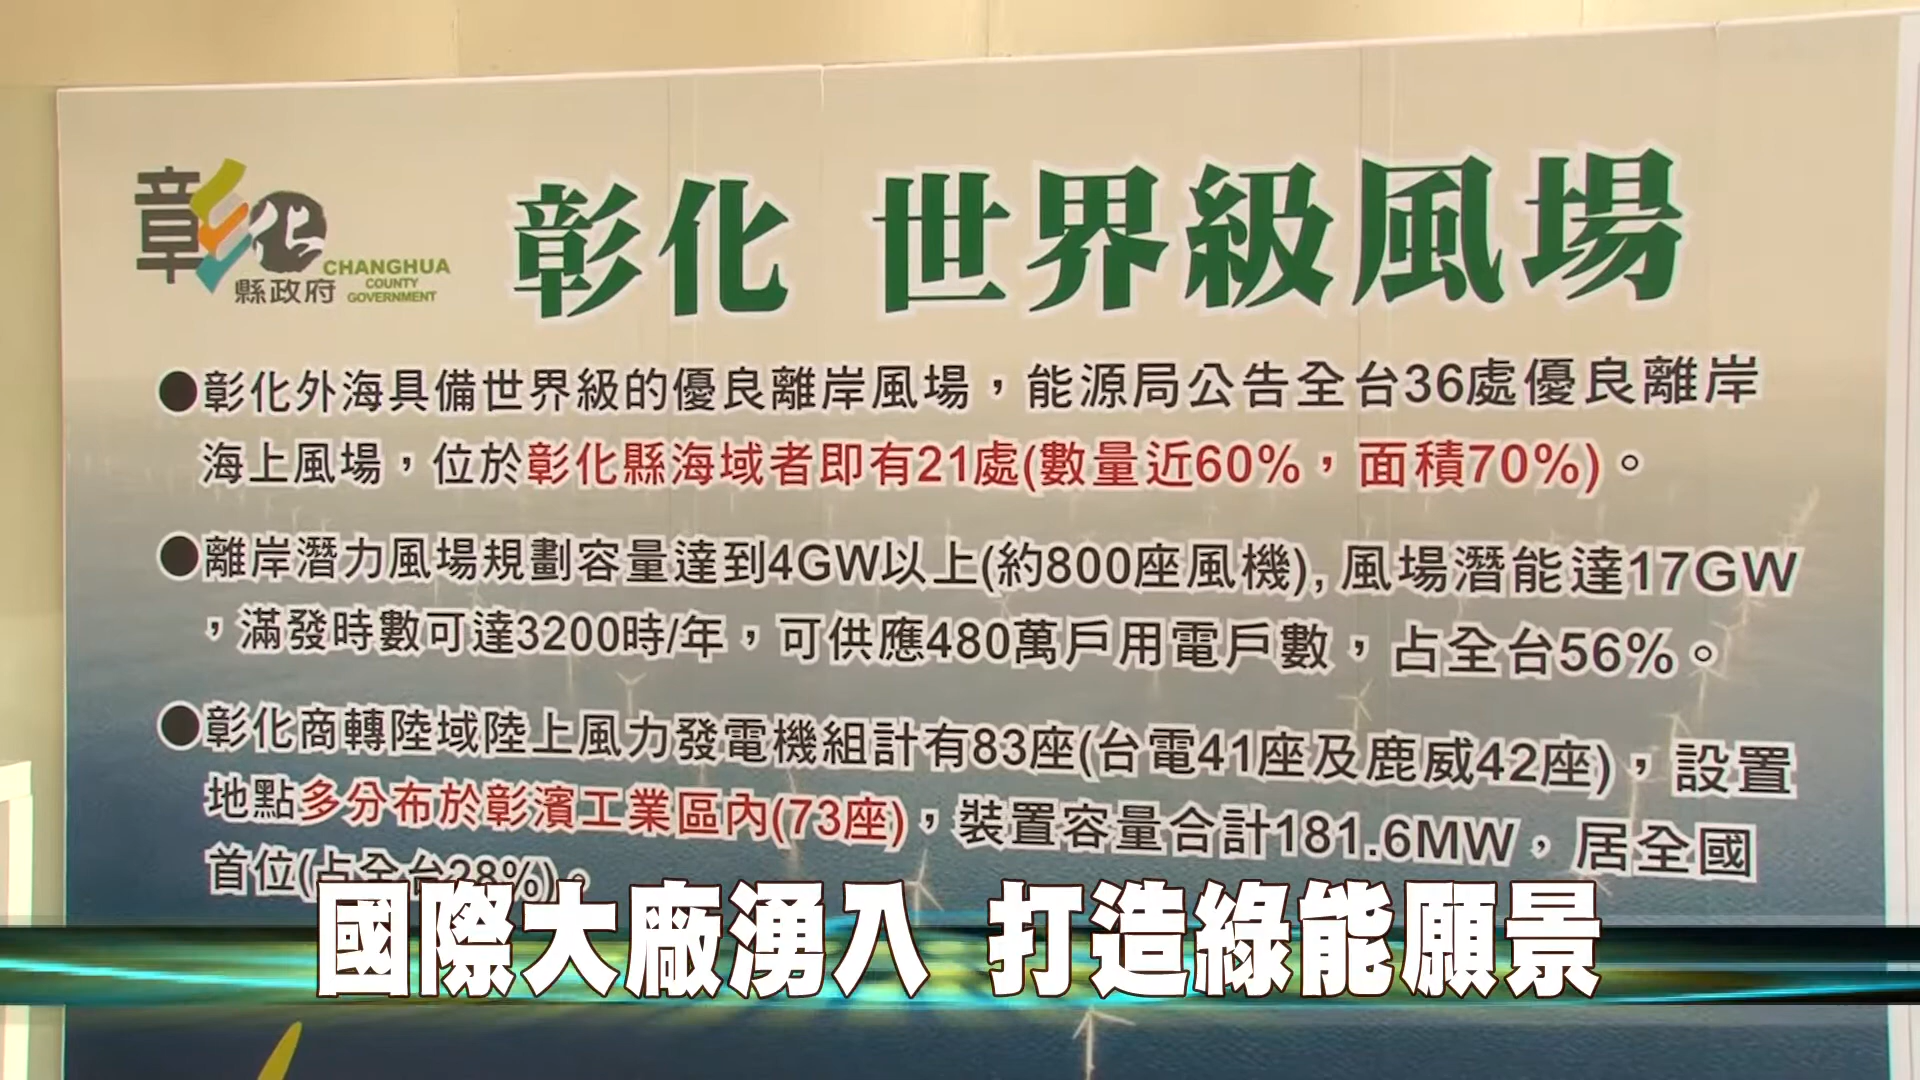 彰化
縣政府
CHANGHUA
COUNTY
GOVERNMENT
彰化 世界級風場
●彰化外海具備世界級的優良離岸風場，能源局公告全台36處優良離岸
海上風場，位於彰化縣海域者即有21處(數量近60%，面積70%)。
●離岸潛力風場規劃容量達到4GW以上(約800座風機),風場潛能達17GW
，滿發時數可達3200時/年，可供應480萬戶用電戶數，占全台56%。
●彰化商轉陸域陸上風力發電機組計有83座(台電41座及鹿威42座)，設置
地點多分布於彰濱工業區內(73座)，裝置容量合計181.6MW，居全國
首位(占全台28%)。
國際大廠湧入 打造綠能願景